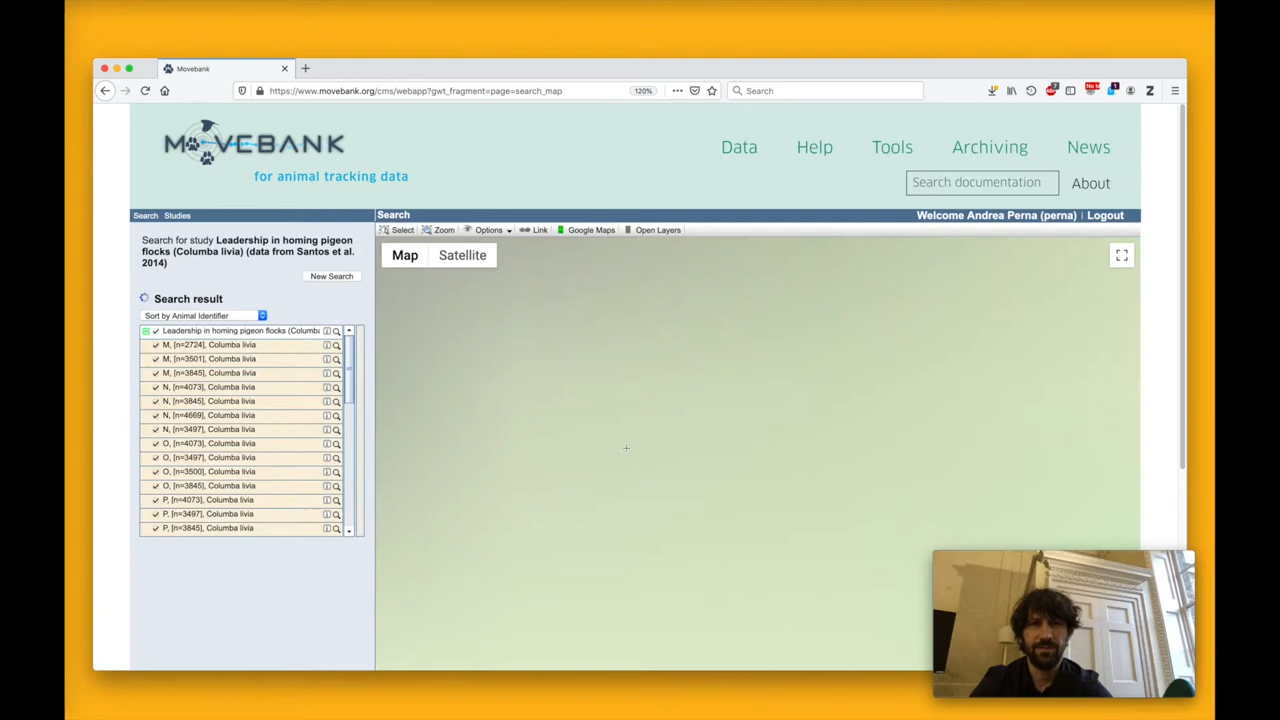 Movebank
https://www.movebank.org/cms/webapp?gwt_fragment=page=search_map
120%
Search
MOVEBANK
for animal tracking data
Data
Help
Tools
Archiving
News
Search documentation
About
Search Studies
Search
Welcome Andrea Perna (perna) | Logout
Select Zoom Options Link Google Maps Open Layers
Search for study Leadership in homing pigeon
flocks (Columba livia) (data from Santos et al.
2014)
New Search
Search result
Sort by Animal Identifier
Leadership in homing pigeon flocks (Columba
M, [n=2724], Columba livia
M, [n=3501], Columba livia
M, [n=3845], Columba livia
N, [n=4073], Columba livia
N, [n=3845], Columba livia
N, [n=4669], Columba livia
N, [n=3497], Columba livia
O, [n=4073], Columba livia
O, [n=3497], Columba livia
O, [n=3500], Columba livia
O, [n=3845], Columba livia
P, [n=4073], Columba livia
P, [n=3497], Columba livia
P, [n=3845], Columba livia
Map
Satellite